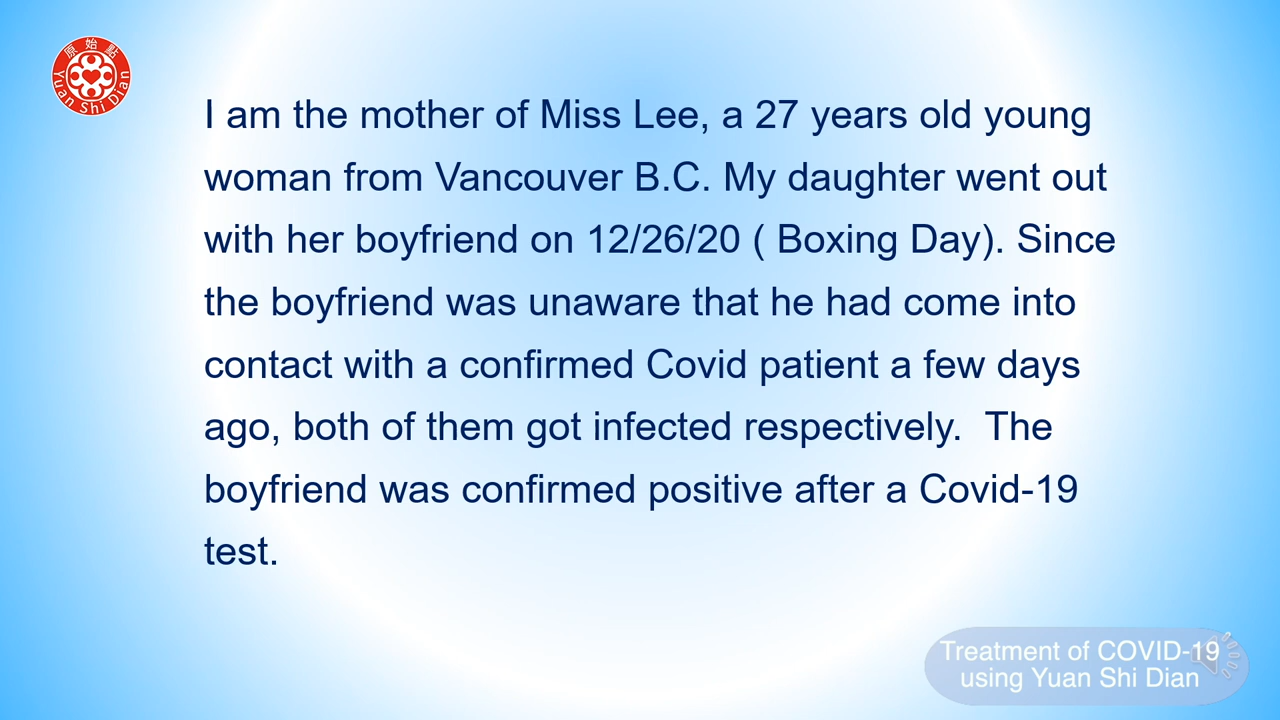 原始點
Yuan Shi Dian
I am the mother of Miss Lee, a 27 years old young
woman from Vancouver B.C. My daughter went out
with her boyfriend on 12/26/20 ( Boxing Day). Since
the boyfriend was unaware that he had come into
contact with a confirmed Covid patient a few days
ago, both of them got infected respectively.  The
boyfriend was confirmed positive after a Covid-19
test.
Treatment of COVID-19
using Yuan Shi Dian